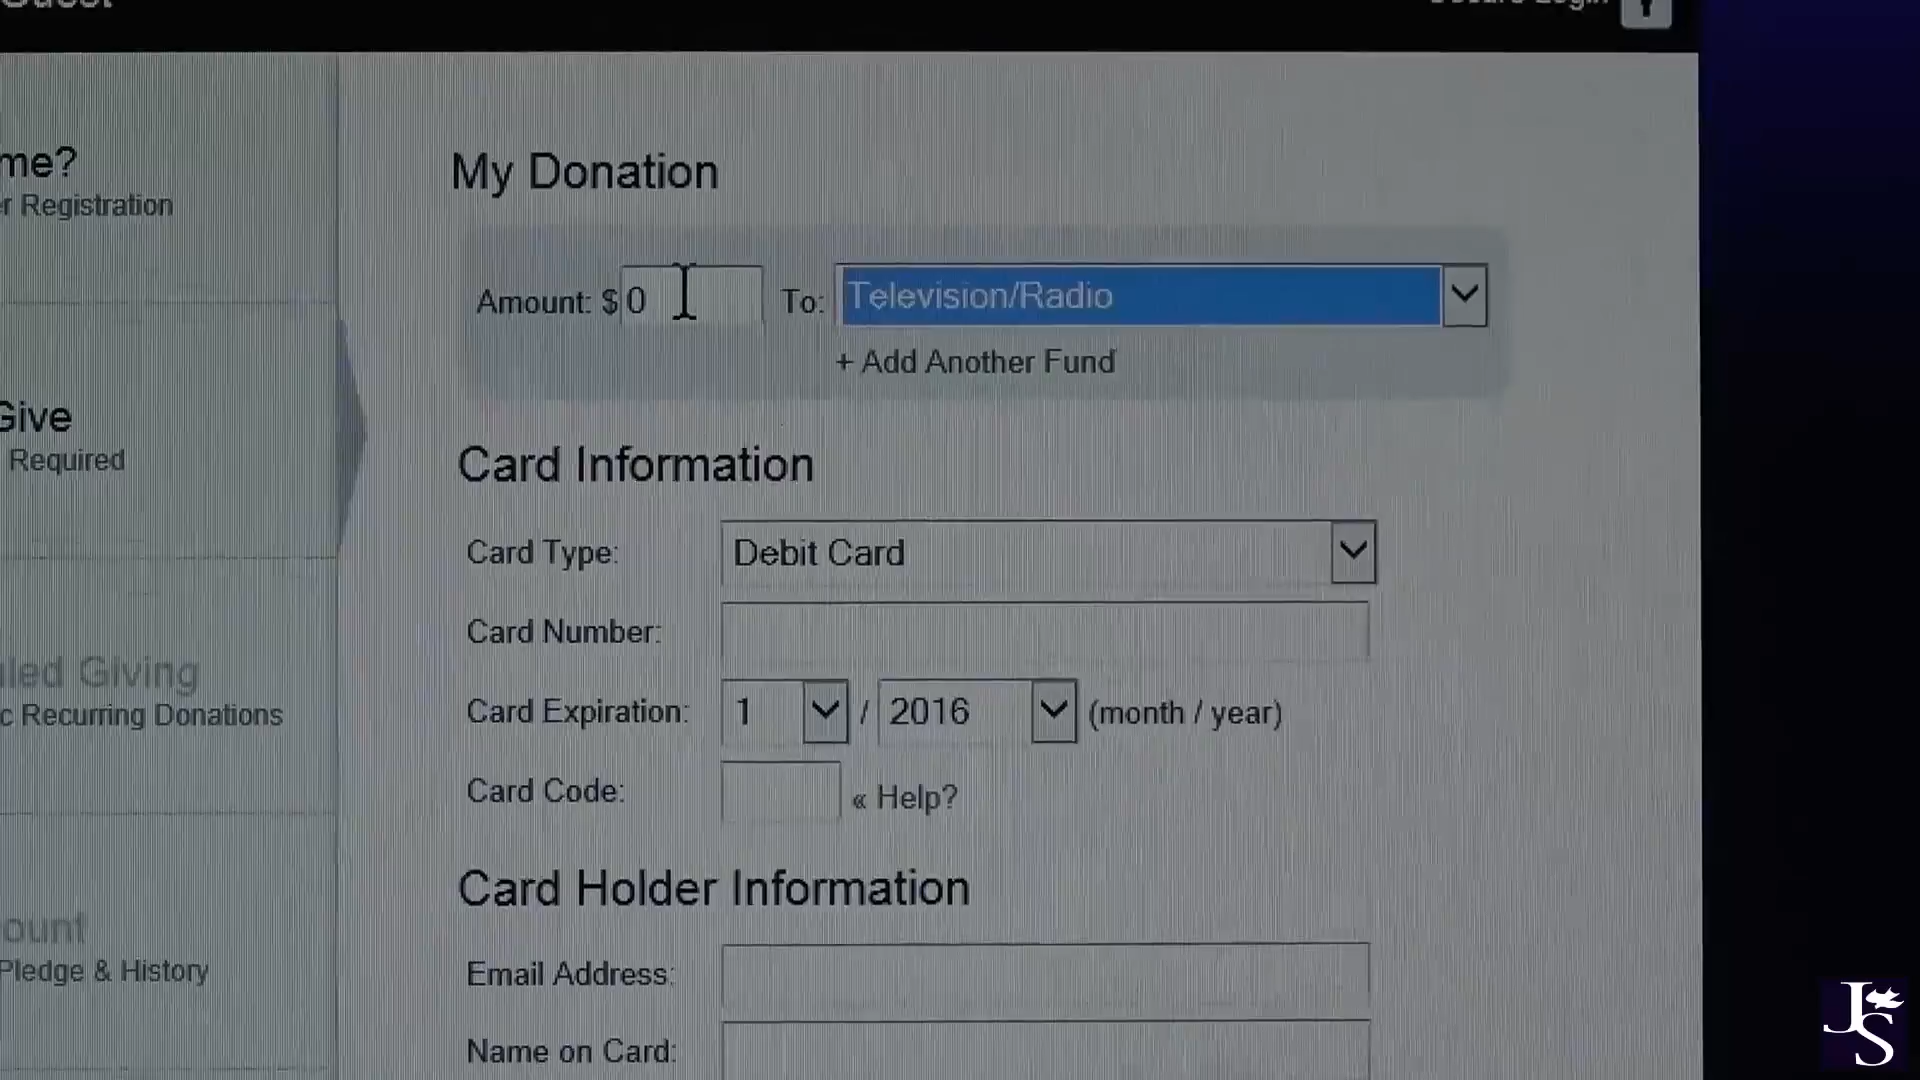 me?
r Registration
Give
Required
led Giving
c Recurring Donations
ount
Pledge & History
My Donation
Amount: $ 0 To: Television/Radio
+ Add Another Fund
Card Information
Card Type: Debit Card
Card Number:
Card Expiration: 1 / 2016 (month / year)
Card Code: « Help?
Card Holder Information
Email Address:
Name on Card:
JS